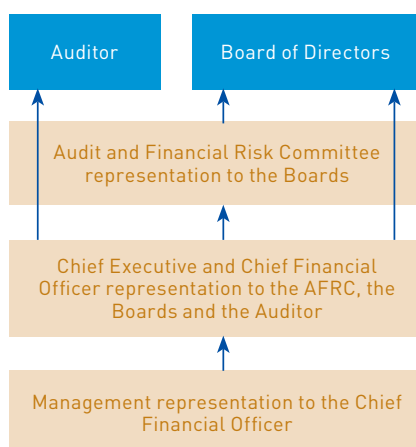 Auditor
Board of Directors
Audit and Financial Risk Committee
representation to the Boards
Chief Executive and Chief Financial
Officer representation to the AFRC, the
Boards and the Auditor
Management representation to the Chief
Financial Officer